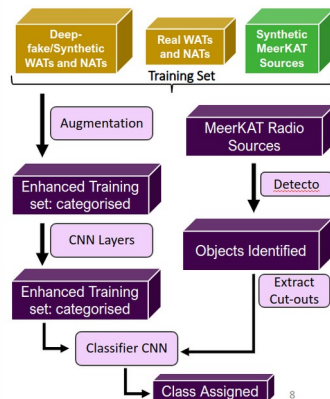 Deep-
fake/Synthetic
WATs and NATs
Real WATs
and NATs
Synthetic
MeerKAT
Sources
Training Set
Augmentation
MeerKAT Radio
Sources
Enhanced Training
set: categorised
Detecto
CNN Layers
Objects Identified
Enhanced Training
set: categorised
Extract
Cut-outs
Classifier CNN
Class Assigned
8